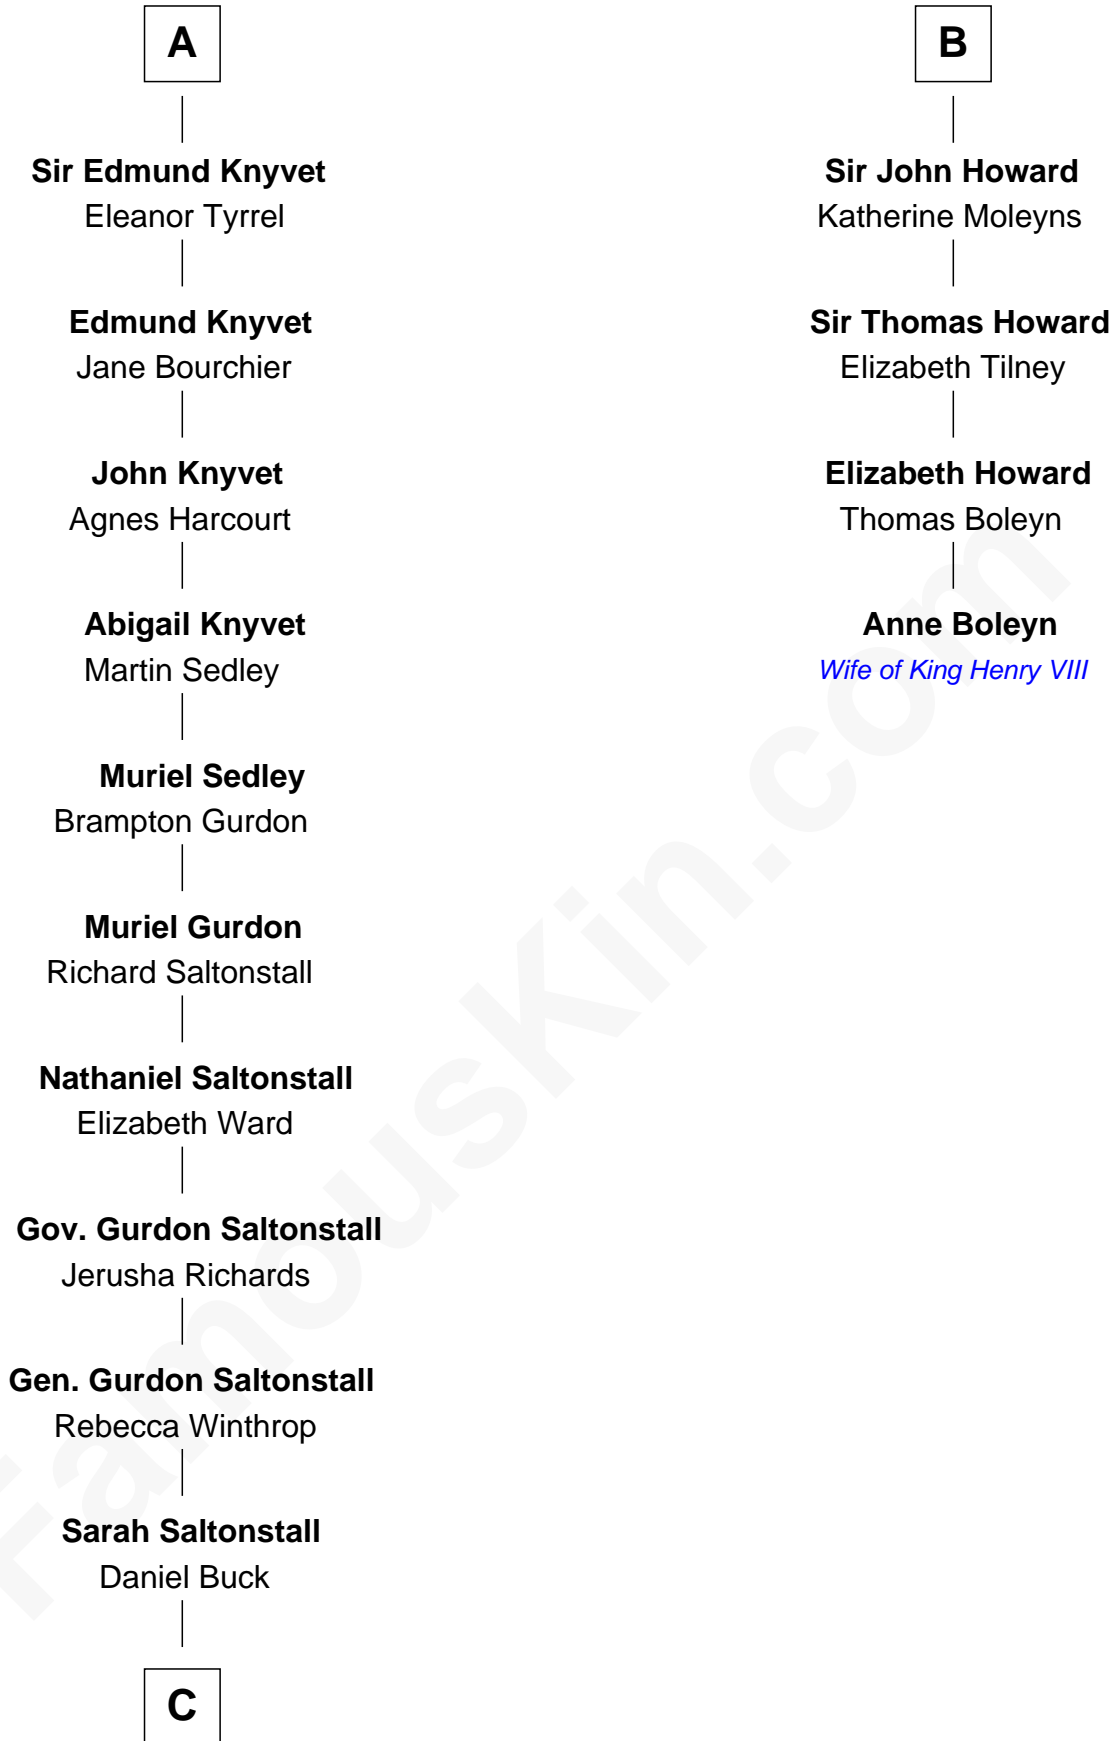 A
Sir Edmund Knyvet
Eleanor Tyrrel
Edmund Knyvet
Jane Bourchier
John Knyvet
Agnes Harcourt
Abigail Knyvet
Martin Sedley
Muriel Sedley
Brampton Gurdon
Muriel Gurdon
Richard Saltonstall
Nathaniel Saltonstall
Elizabeth Ward
Gov. Gurdon Saltonstall
Jerusha Richards
Gen. Gurdon Saltonstall
Rebecca Winthrop
Sarah Saltonstall
Daniel Buck
C
B
Sir John Howard
Katherine Moleyns
Sir Thomas Howard
Elizabeth Tilney
Elizabeth Howard
Thomas Boleyn
Anne Boleyn
Wife of King Henry VIII
FamousKin.com